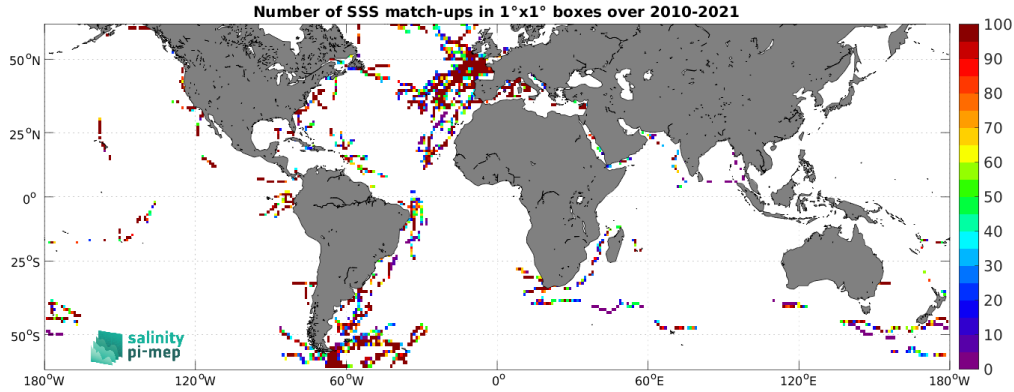 Number of SSS match-ups in 1°x1° boxes over 2010-2021
50°N
25°N
0°
25°S
50°S
180°W 120°W 60°W 0° 60°E 120°E 180°W
100
90
80
70
60
50
40
30
20
10
0
salinity
pi-mep